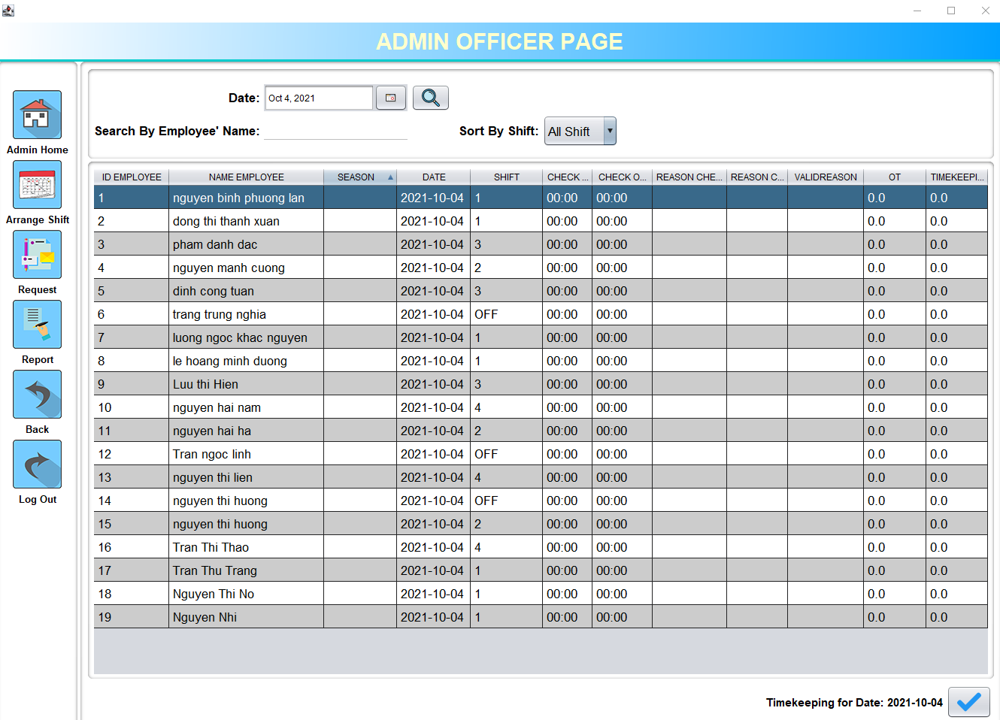 ADMIN OFFICER PAGE
Admin Home
Arrange Shift
Request
Report
Back
Log Out
Date: Oct 4, 2021
Search By Employee' Name:
Sort By Shift: All Shift
ID EMPLOYEE NAME EMPLOYEE SEASON DATE SHIFT CHECK ... CHECK O... REASON CHE... REASON C... VALIDREASON OT TIMEKEEPI...
1 nguyen binh phuong lan 2021-10-04 1 00:00 00:00 0.0 0.0
2 dong thi thanh xuan 2021-10-04 1 00:00 00:00 0.0 0.0
3 pham danh dac 2021-10-04 3 00:00 00:00 0.0 0.0
4 nguyen manh cuong 2021-10-04 2 00:00 00:00 0.0 0.0
5 dinh cong tuan 2021-10-04 3 00:00 00:00 0.0 0.0
6 trang trung nghia 2021-10-04 OFF 00:00 00:00 0.0 0.0
7 luong ngoc khac nguyen 2021-10-04 1 00:00 00:00 0.0 0.0
8 le hoang minh duong 2021-10-04 1 00:00 00:00 0.0 0.0
9 Luu thi Hien 2021-10-04 3 00:00 00:00 0.0 0.0
10 nguyen hai nam 2021-10-04 4 00:00 00:00 0.0 0.0
11 nguyen hai ha 2021-10-04 2 00:00 00:00 0.0 0.0
12 Tran ngoc linh 2021-10-04 OFF 00:00 00:00 0.0 0.0
13 nguyen thi lien 2021-10-04 4 00:00 00:00 0.0 0.0
14 nguyen thi huong 2021-10-04 OFF 00:00 00:00 0.0 0.0
15 nguyen thi huong 2021-10-04 2 00:00 00:00 0.0 0.0
16 Tran Thi Thao 2021-10-04 4 00:00 00:00 0.0 0.0
17 Tran Thu Trang 2021-10-04 1 00:00 00:00 0.0 0.0
18 Nguyen Thi No 2021-10-04 1 00:00 00:00 0.0 0.0
19 Nguyen Nhi 2021-10-04 1 00:00 00:00 0.0 0.0
Timekeeping for Date: 2021-10-04